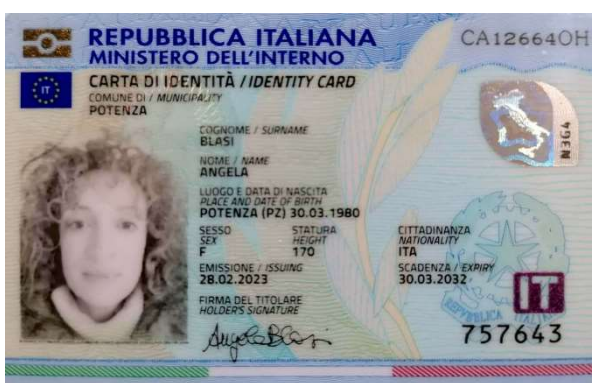 REPUBBLICA ITALIANA
MINISTERO DELL'INTERNO
CA12664OH
IT
CARTA DI IDENTITÀ / IDENTITY CARD
COMUNE DI / MUNICIPALITY
POTENZA
COGNOME / SURNAME
BLASI
NOME / NAME
ANGELA
LUOGO E DATA DI NASCITA
PLACE AND DATE OF BIRTH
POTENZA (PZ) 30.03.1980
SESSO
SEX
F
STATURA
HEIGHT
170
CITTADINANZA
NATIONALITY
ITA
EMISSIONE / ISSUING
28.02.2023
SCADENZA / EXPIRY
30.03.2032
FIRMA DEL TITOLARE
HOLDER'S SIGNATURE
Angela Blasi
IT
757643